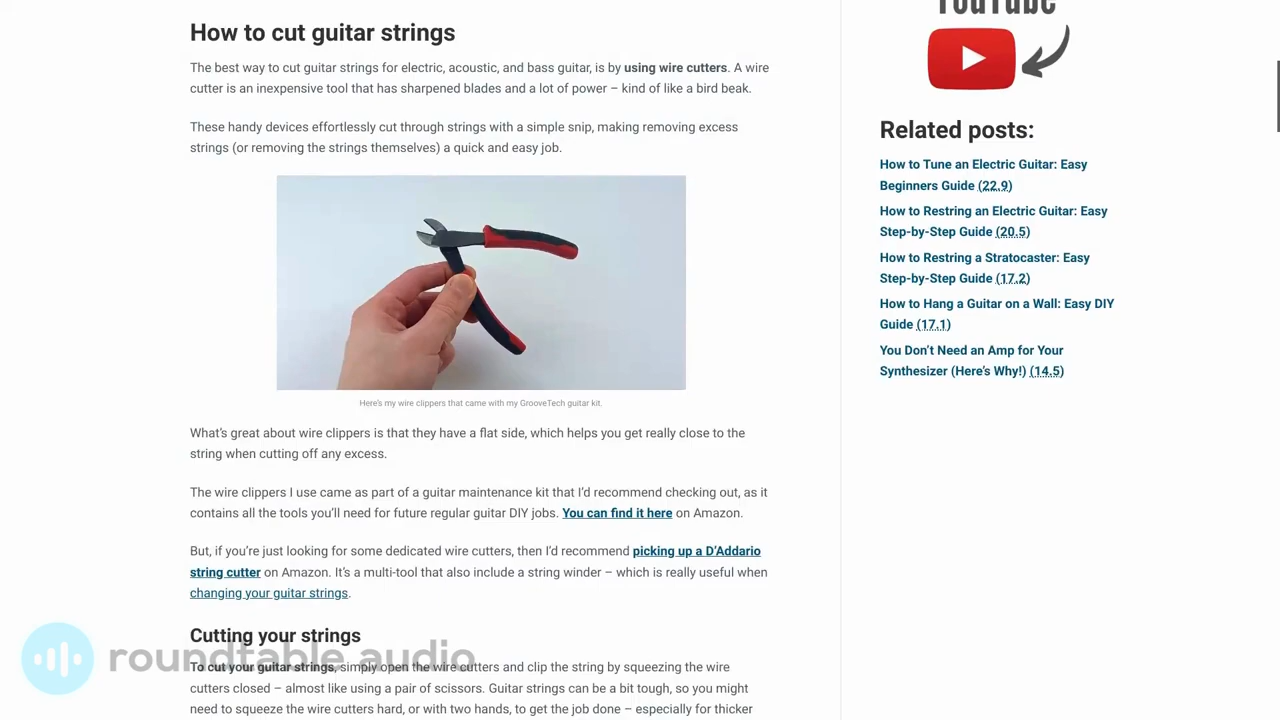 How to cut guitar strings
The best way to cut guitar strings for electric, acoustic, and bass guitar, is by using wire cutters. A wire
cutter is an inexpensive tool that has sharpened blades and a lot of power – kind of like a bird beak.
These handy devices effortlessly cut through strings with a simple snip, making removing excess
strings (or removing the strings themselves) a quick and easy job.
Here's my wire clippers that came with my GrooveTech guitar kit.
What's great about wire clippers is that they have a flat side, which helps you get really close to the
string when cutting off any excess.
The wire clippers I use came as part of a guitar maintenance kit that I'd recommend checking out, as it
contains all the tools you'll need for future regular guitar DIY jobs. You can find it here on Amazon.
But, if you're just looking for some dedicated wire cutters, then I'd recommend picking up a D'Addario
string cutter on Amazon. It's a multi-tool that also include a string winder – which is really useful when
changing your guitar strings.
Cutting your strings
To cut your guitar strings, simply open the wire cutters and clip the string by squeezing the wire
cutters closed – almost like using a pair of scissors. Guitar strings can be a bit tough, so you might
need to squeeze the wire cutters hard, or with two hands, to get the job done – especially for thicker
roundtable audio
YouTube
Related posts:
How to Tune an Electric Guitar: Easy
Beginners Guide (22.9)
How to Restring an Electric Guitar: Easy
Step-by-Step Guide (20.5)
How to Restring a Stratocaster: Easy
Step-by-Step Guide (17.2)
How to Hang a Guitar on a Wall: Easy DIY
Guide (17.1)
You Don't Need an Amp for Your
Synthesizer (Here's Why!) (14.5)